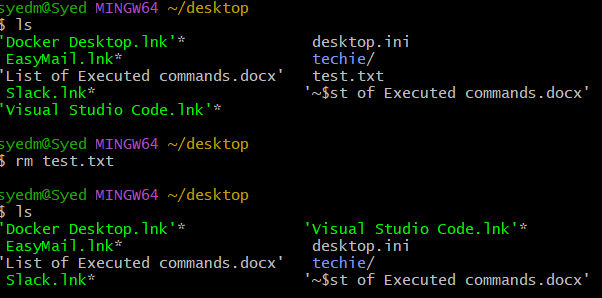 syedm@Syed MINGW64 ~/desktop
$ ls
'Docker Desktop.lnk'* desktop.ini
EasyMail.lnk* techie/
'List of Executed commands.docx' test.txt
Slack.lnk* '~$st of Executed commands.docx'
'Visual Studio Code.lnk'*
syedm@Syed MINGW64 ~/desktop
$ rm test.txt
syedm@Syed MINGW64 ~/desktop
$ ls
'Docker Desktop.lnk'* 'Visual Studio Code.lnk'*
EasyMail.lnk* desktop.ini
'List of Executed commands.docx' techie/
Slack.lnk* '~$st of Executed commands.docx'